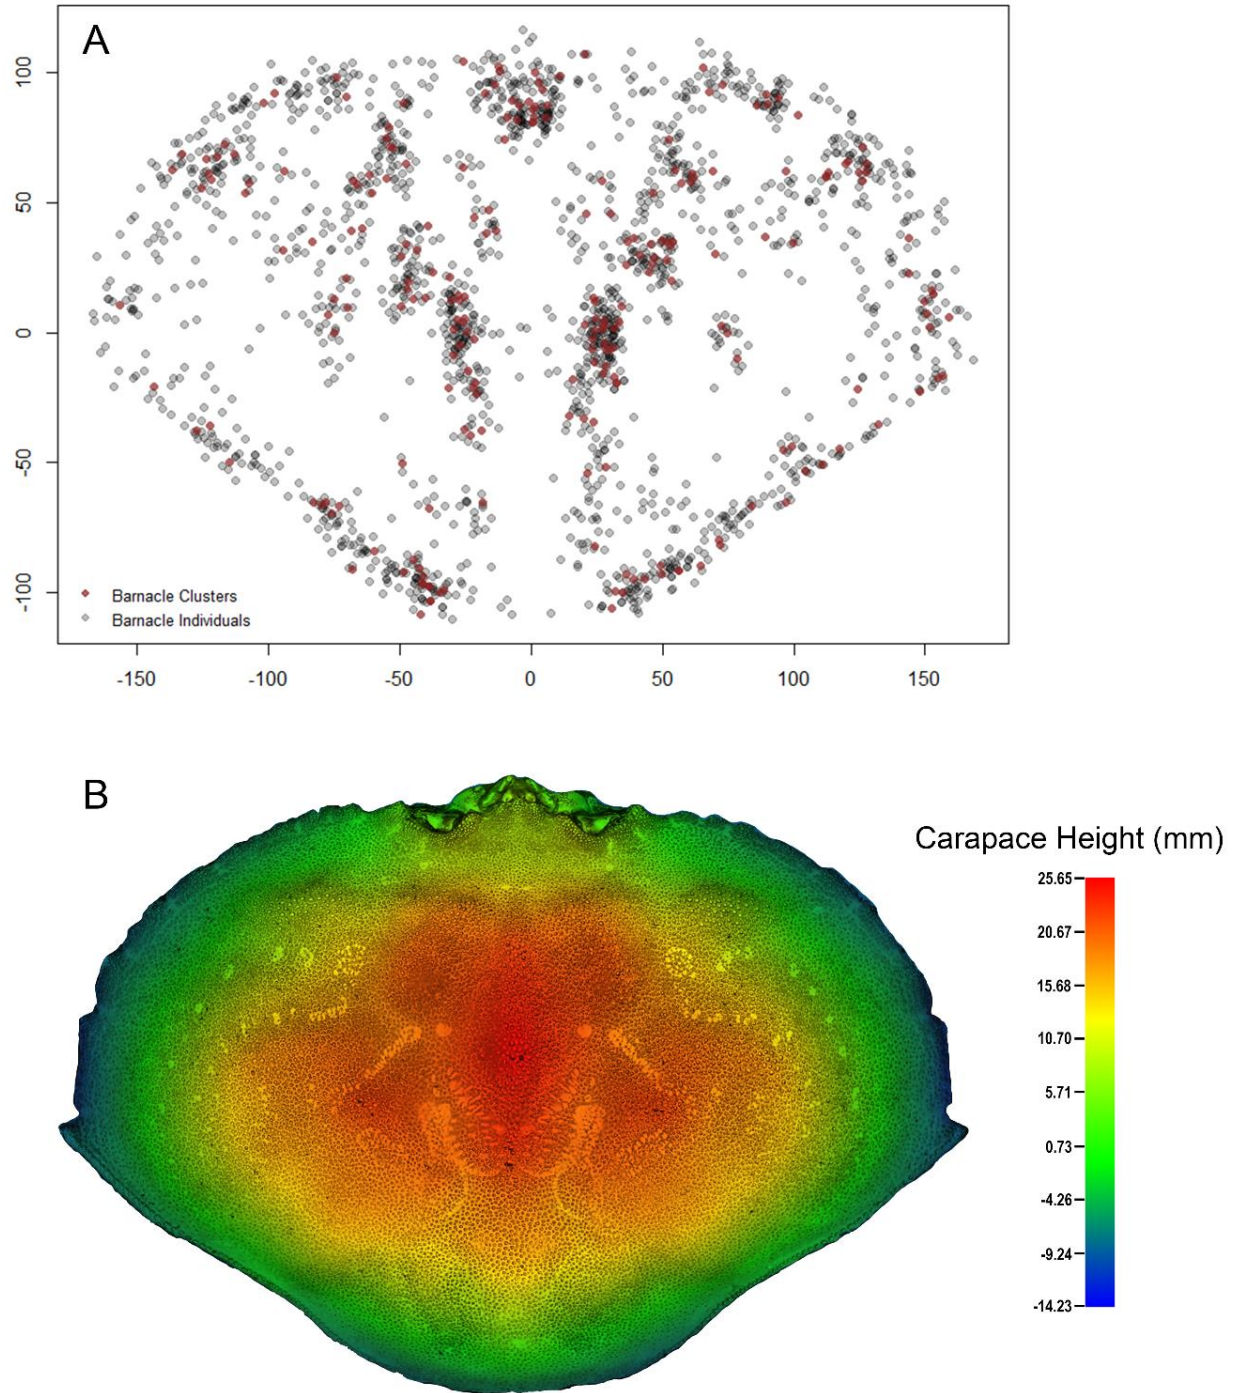 A
100
50
0
-50
-100
Barnacle Clusters
Barnacle Individuals
-150 -100 -50 0 50 100 150
B
Carapace Height (mm)
25.65
20.67
15.68
10.70
5.71
0.73
-4.26
-9.24
-14.23